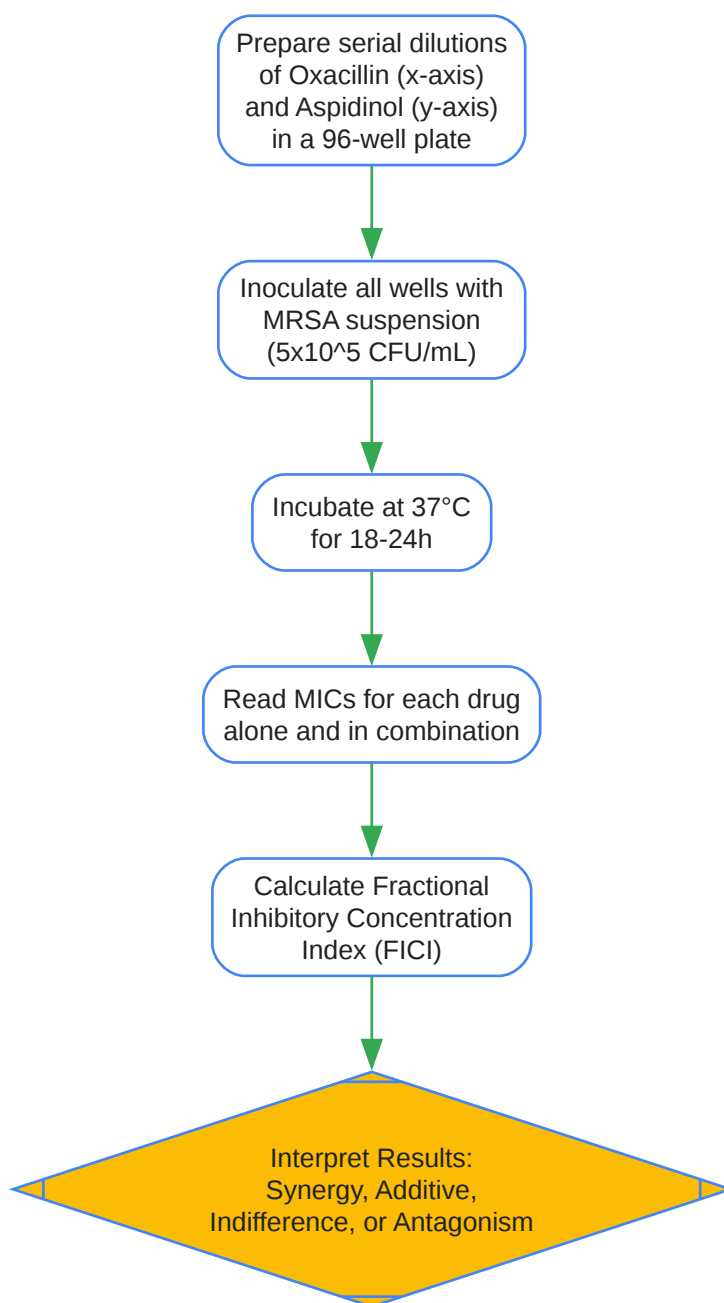 Prepare serial dilutions
of Oxacillin (x-axis)
and Aspidinol (y-axis)
in a 96-well plate
Inoculate all wells with
MRSA suspension
(5x10^5 CFU/mL)
Incubate at 37°C
for 18-24h
Read MICs for each drug
alone and in combination
Calculate Fractional
Inhibitory Concentration
Index (FICI)
Interpret Results:
Synergy, Additive,
Indifference, or Antagonism